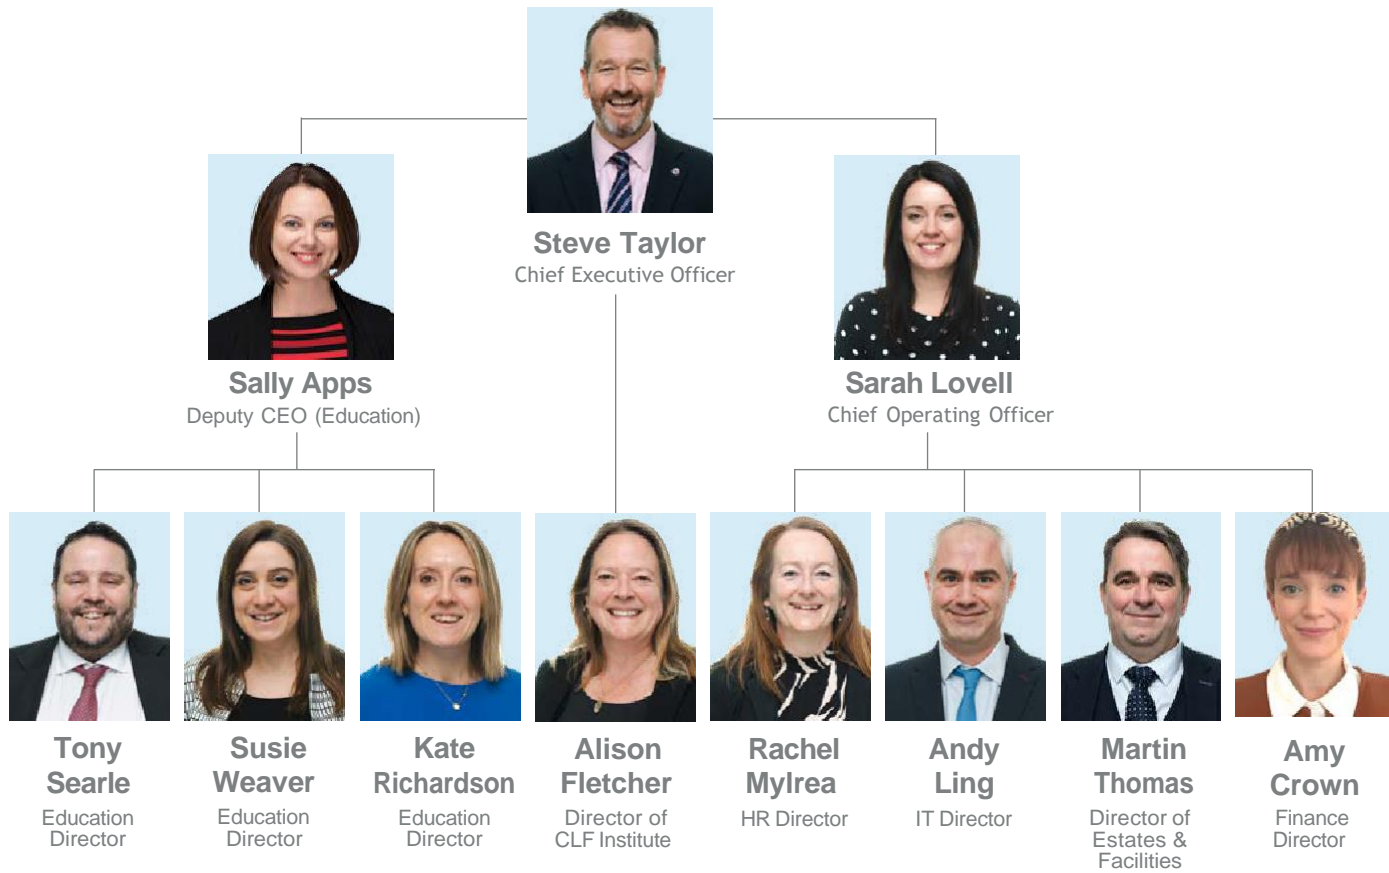 Steve Taylor
Chief Executive Officer
Sally Apps
Deputy CEO (Education)
Sarah Lovell
Chief Operating Officer
Tony
Searle
Education
Director
Susie
Weaver
Education
Director
Kate
Richardson
Education
Director
Alison
Fletcher
Director of
CLF Institute
Rachel
Mylrea
HR Director
Andy
Ling
IT Director
Martin
Thomas
Director of
Estates &
Facilities
Amy
Crown
Finance
Director